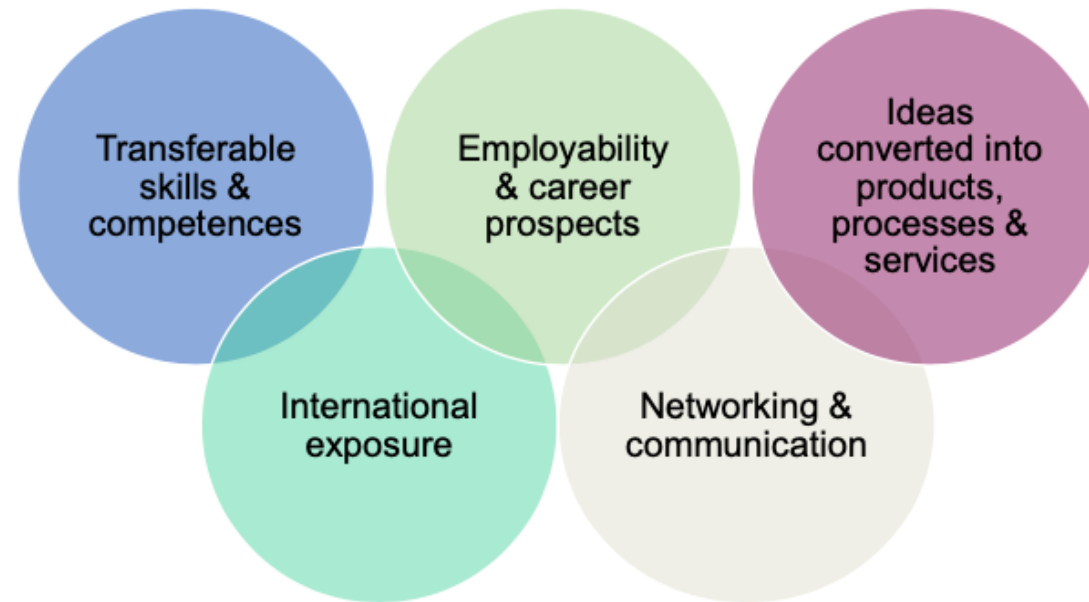 Transferable
skills &
competences
Employability
& career
prospects
Ideas
converted into
products,
processes &
services
International
exposure
Networking &
communication